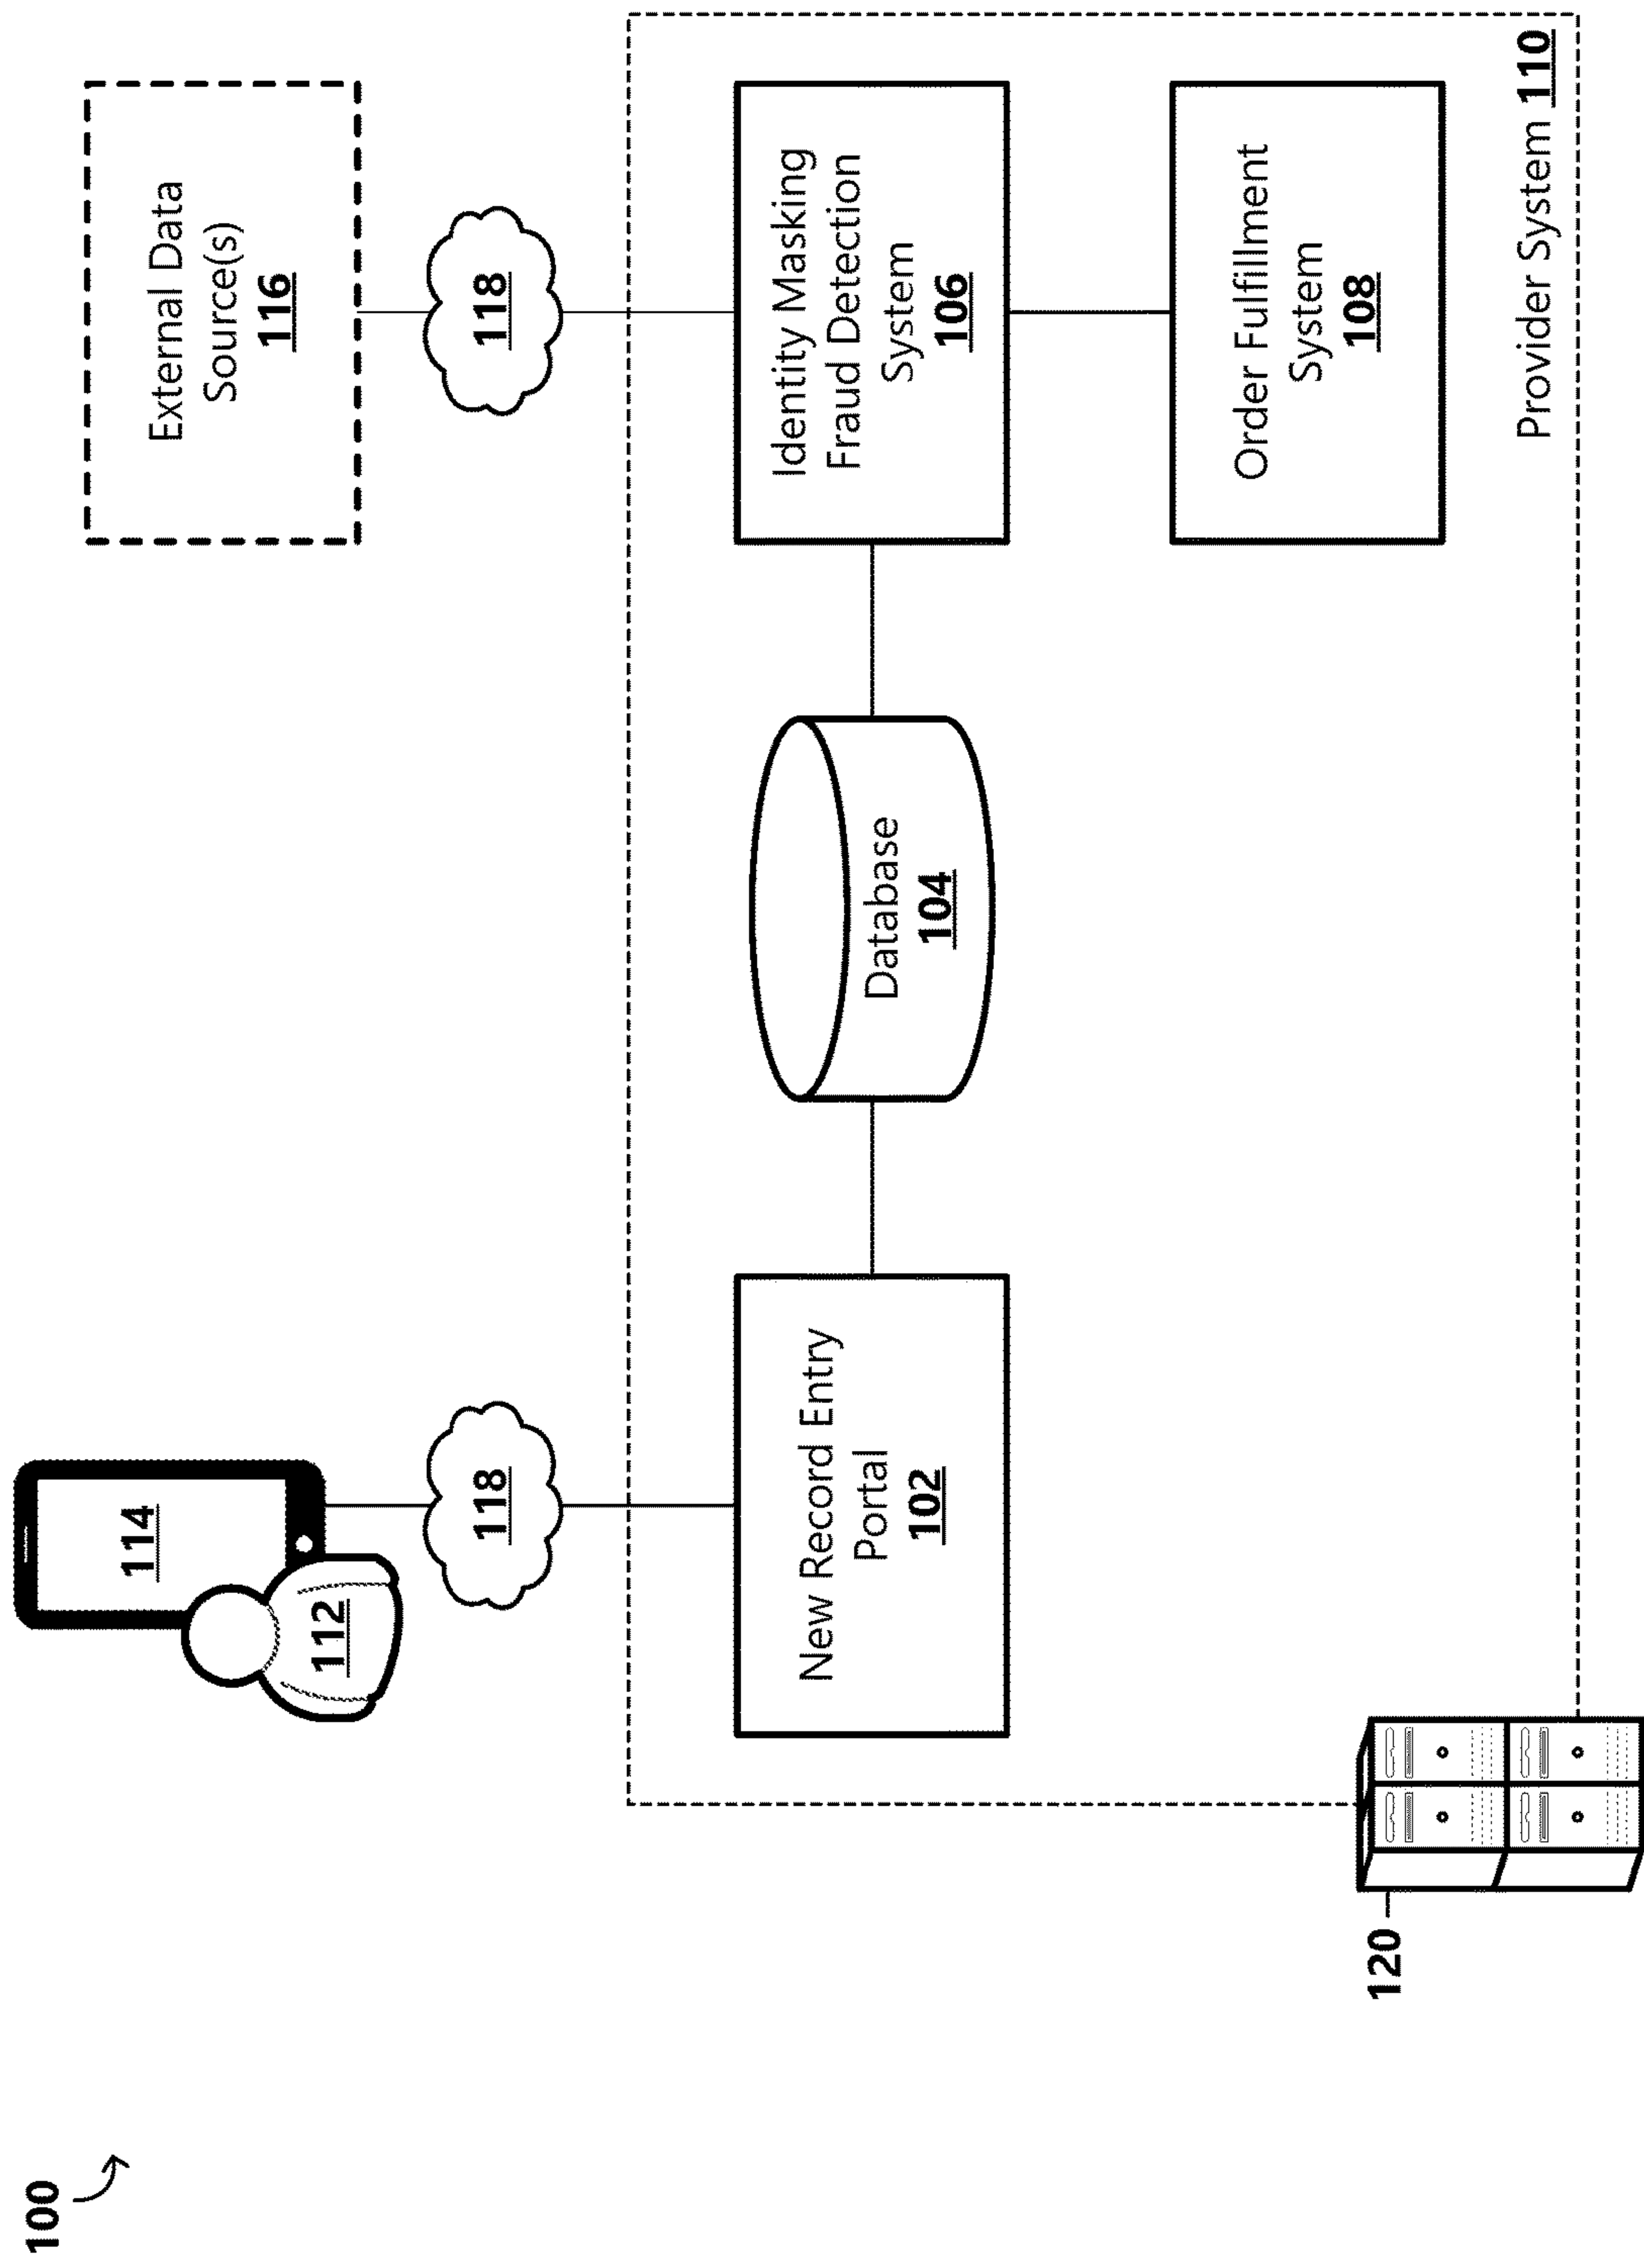 100
114
112
118
External Data
Source(s)
116
118
New Record Entry
Portal
102
Database
104
Identity Masking
Fraud Detection
System
106
Order Fulfillment
System
108
120
Provider System 110